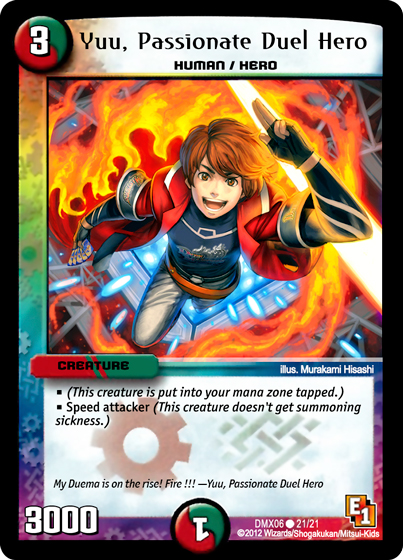 3
Yuu, Passionate Duel Hero
HUMAN / HERO
CREATURE
illus. Murakami Hisashi
▪ (This creature is put into your mana zone tapped.)
▪ Speed attacker (This creature doesn't get summoning
sickness.)
My Duema is on the rise! Fire !!! —Yuu, Passionate Duel Hero
E1
3000
1
DMX06 ● 21/21
©2012 Wizards/Shogakukan/Mitsui-Kids